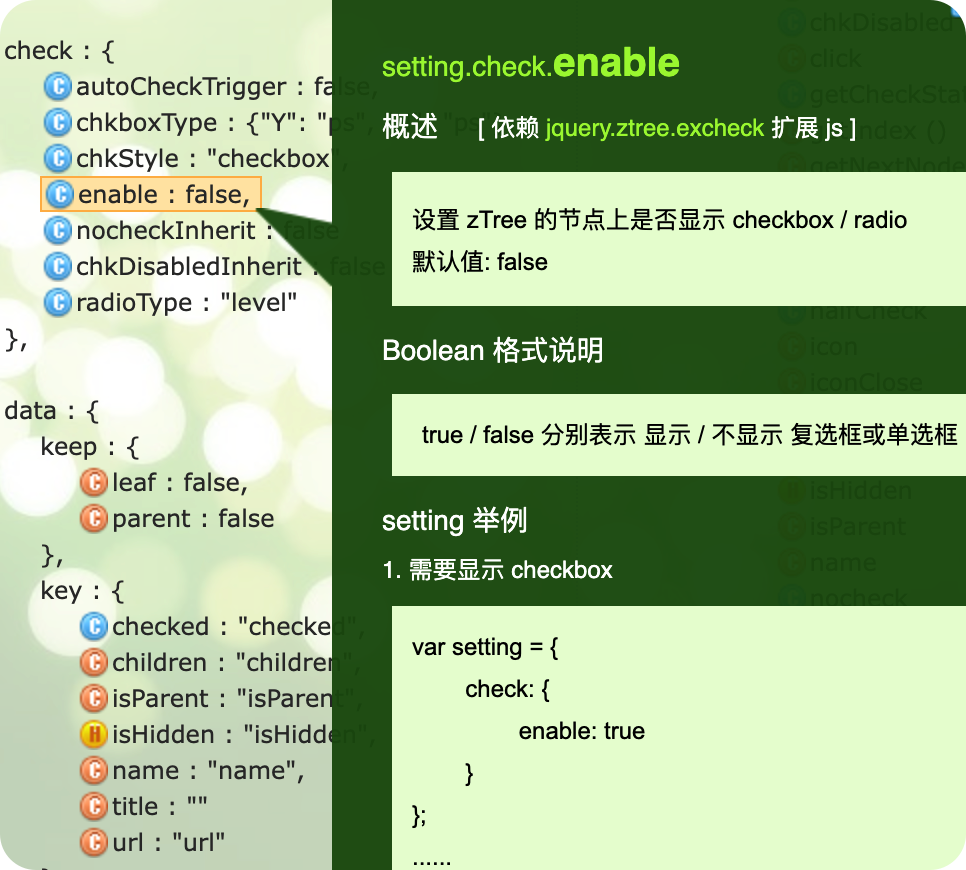 check : {
autoCheckTrigger : false,
chkboxType : {"Y": "ps", "ps
chkStyle : "checkbox",
enable : false,
nocheckInherit : false
chkDisabledInherit : false
radioType : "level"
},
data : {
keep : {
leaf : false,
parent : false
},
key : {
checked : "checked",
children : "children",
isParent : "isParent",
isHidden : "isHidden",
name : "name",
title : ""
url : "url"
setting.check.enable
概述 [ 依赖 jquery.ztree.excheck 扩展 js ]
设置 zTree 的节点上是否显示 checkbox / radio
默认值: false
Boolean 格式说明
true / false 分别表示 显示 / 不显示 复选框或单选框
setting 举例
1. 需要显示 checkbox
var setting = {
check: {
enable: true
}
};
......
chkDisabled
click
getCheckSta
ndex ()
getNextNode
halfCheck
icon
iconClose
isHidden
isParent
name
nocheck